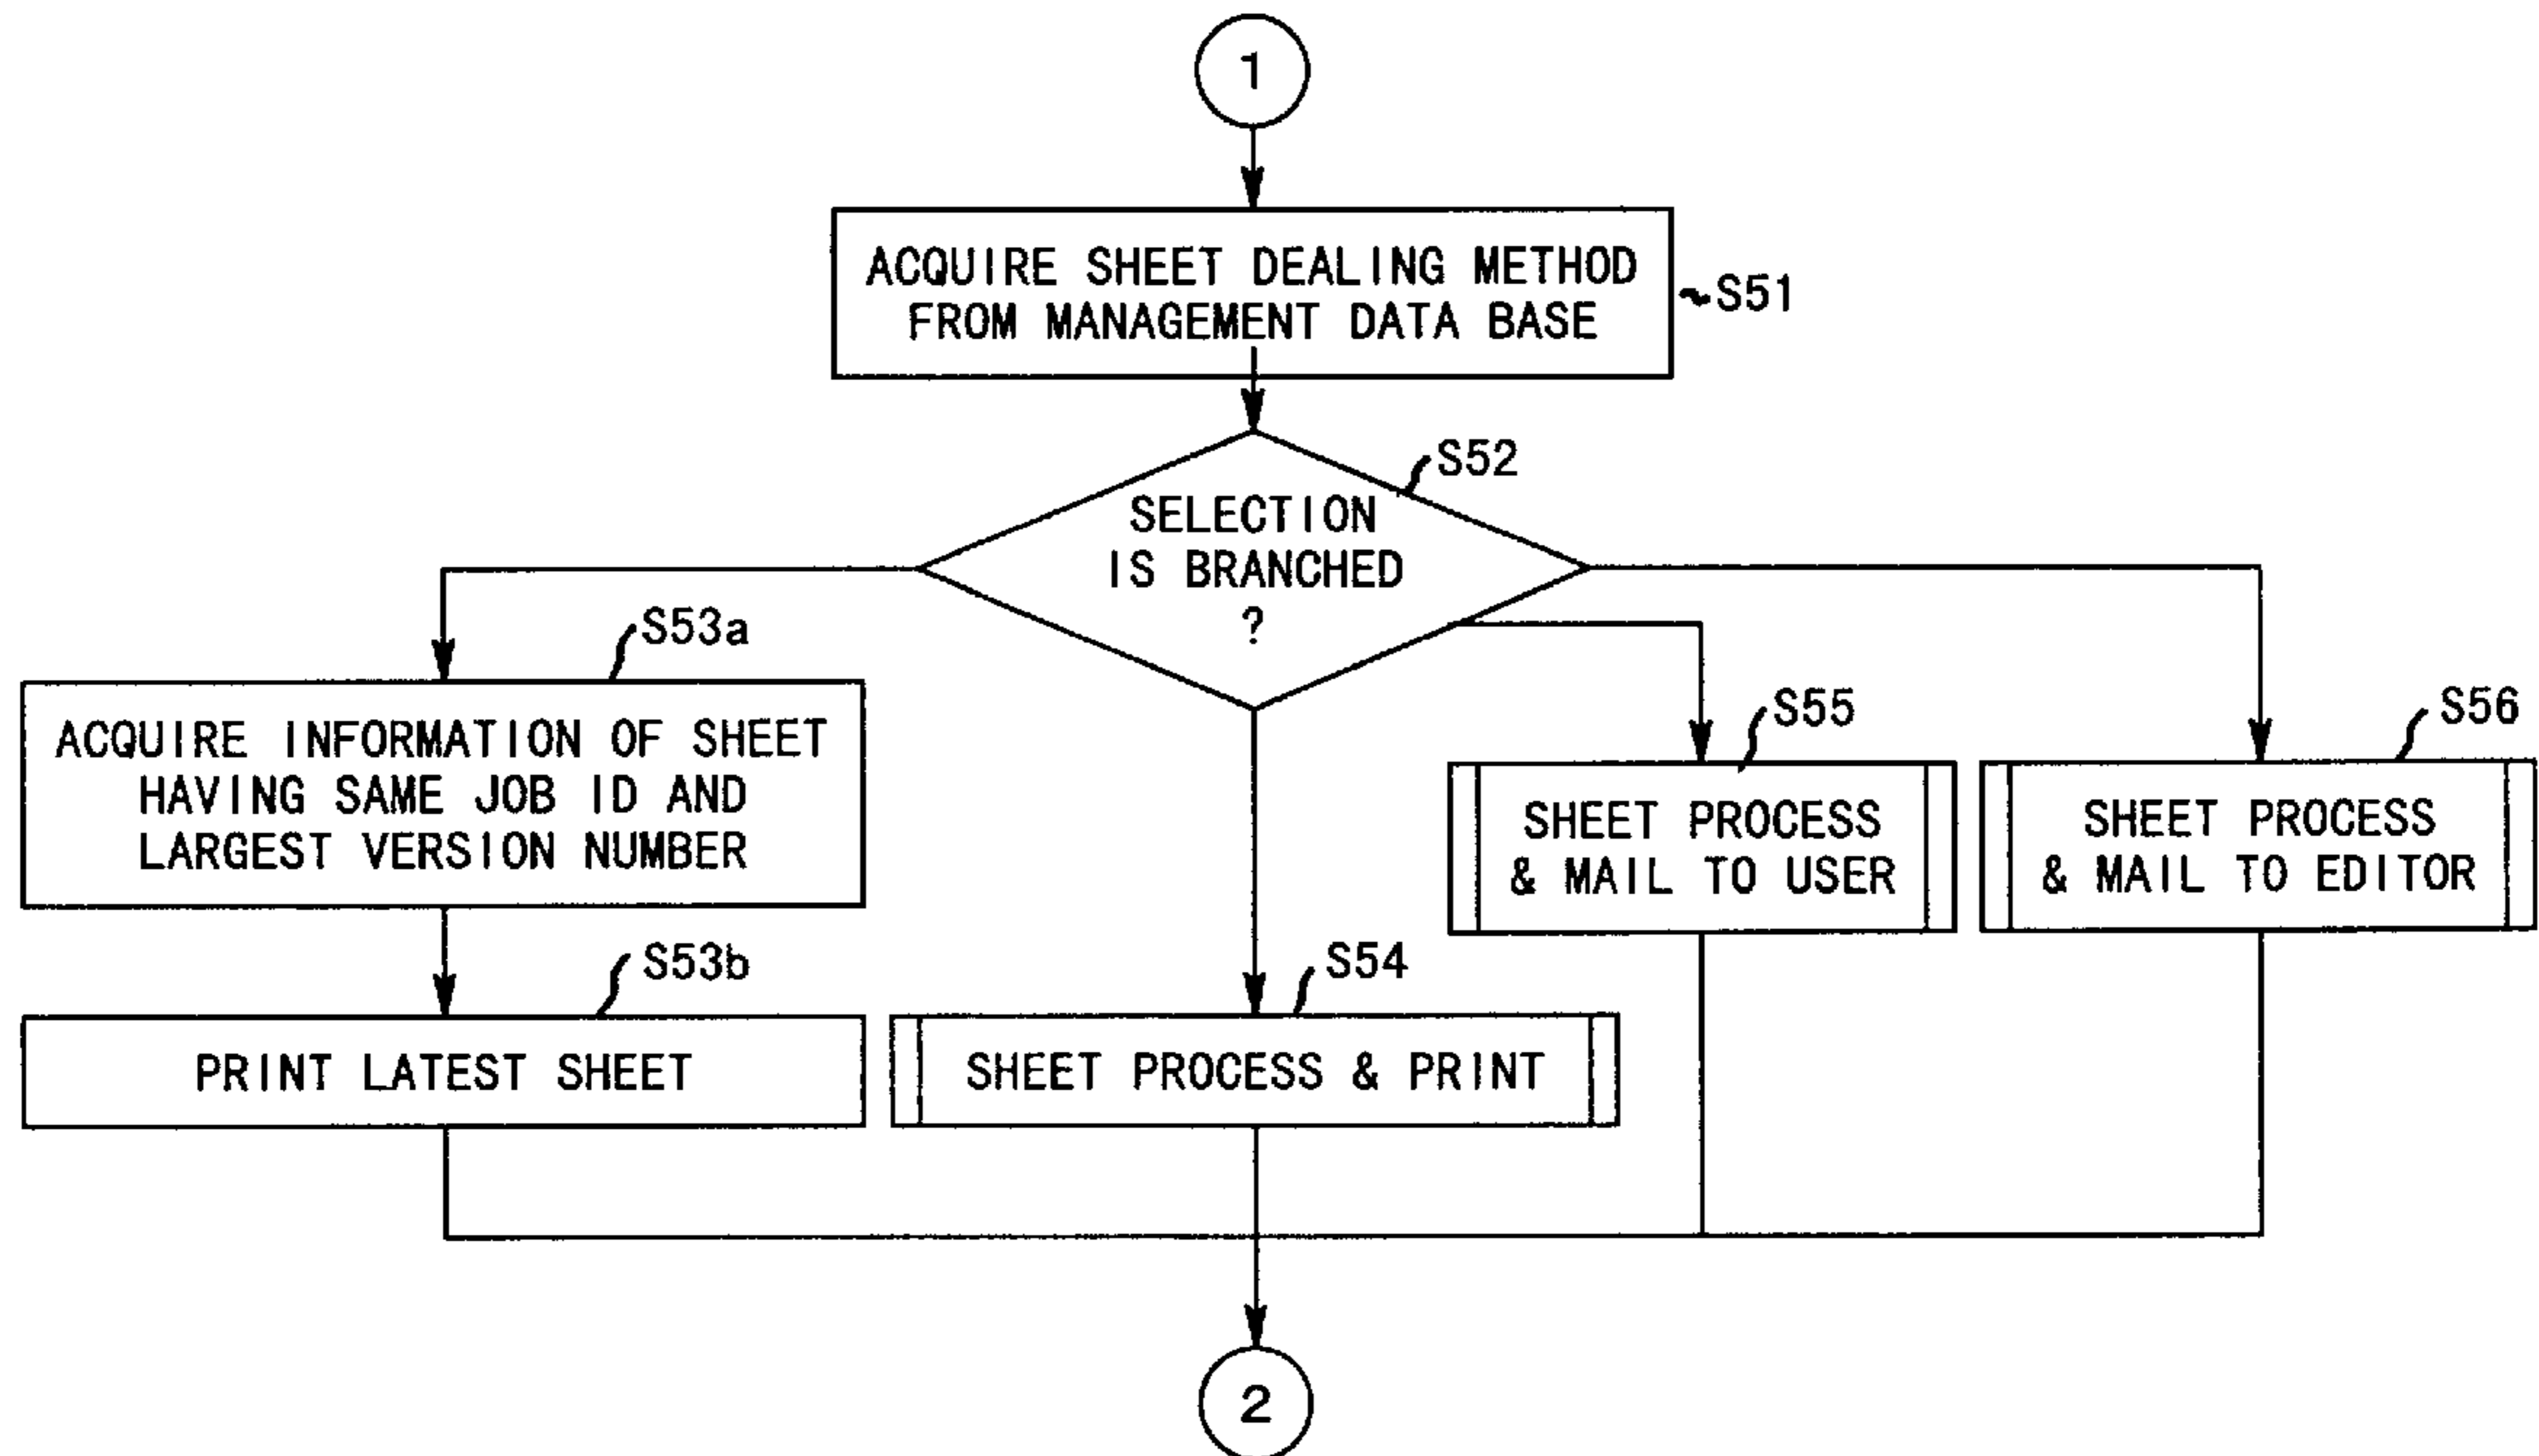 1
ACQUIRE SHEET DEALING METHOD
FROM MANAGEMENT DATA BASE
S51
S52
SELECTION
IS BRANCHED
?
S53a
ACQUIRE INFORMATION OF SHEET
HAVING SAME JOB ID AND
LARGEST VERSION NUMBER
S55
SHEET PROCESS
& MAIL TO USER
S56
SHEET PROCESS
& MAIL TO EDITOR
S53b
PRINT LATEST SHEET
S54
SHEET PROCESS & PRINT
2